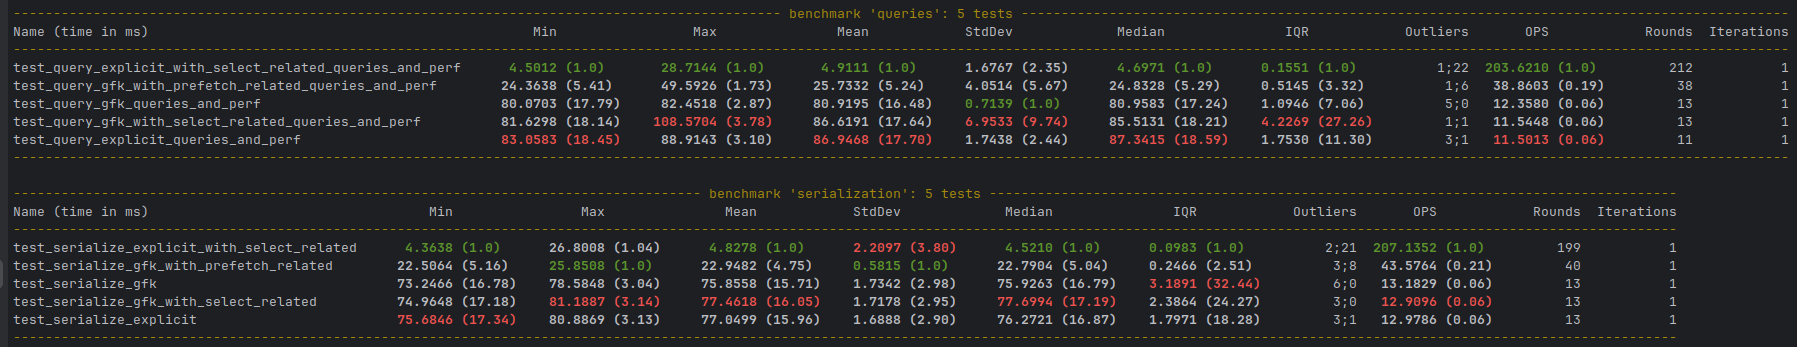 benchmark 'queries': 5 tests
Name (time in ms) Min Max Mean StdDev Median IQR Outliers OPS Rounds Iterations
test_query_explicit_with_select_related_queries_and_perf 4.5012 (1.0) 28.7144 (1.0) 4.9111 (1.0) 1.6767 (2.35) 4.6971 (1.0) 0.1551 (1.0) 1;22 203.6210 (1.0) 212 1
test_query_gfk_with_prefetch_related_queries_and_perf 24.3638 (5.41) 49.5926 (1.73) 25.7332 (5.24) 4.0514 (5.67) 24.8328 (5.29) 0.5145 (3.32) 1;6 38.8603 (0.19) 38 1
test_query_gfk_queries_and_perf 80.0703 (17.79) 82.4518 (2.87) 80.9195 (16.48) 0.7139 (1.0) 80.9583 (17.24) 1.0946 (7.06) 5;0 12.3580 (0.06) 13 1
test_query_gfk_with_select_related_queries_and_perf 81.6298 (18.14) 108.5704 (3.78) 86.6191 (17.64) 6.9533 (9.74) 85.5131 (18.21) 4.2269 (27.26) 1;1 11.5448 (0.06) 13 1
test_query_explicit_queries_and_perf 83.0583 (18.45) 88.9143 (3.10) 86.9468 (17.70) 1.7438 (2.44) 87.3415 (18.59) 1.7530 (11.30) 3;1 11.5013 (0.06) 11 1
benchmark 'serialization': 5 tests
Name (time in ms) Min Max Mean StdDev Median IQR Outliers OPS Rounds Iterations
test_serialize_explicit_with_select_related 4.3638 (1.0) 26.8008 (1.04) 4.8278 (1.0) 2.2097 (3.80) 4.5210 (1.0) 0.0983 (1.0) 2;21 207.1352 (1.0) 199 1
test_serialize_gfk_with_prefetch_related 22.5064 (5.16) 25.8508 (1.0) 22.9482 (4.75) 0.5815 (1.0) 22.7904 (5.04) 0.2466 (2.51) 3;8 43.5764 (0.21) 40 1
test_serialize_gfk 73.2466 (16.78) 78.5848 (3.04) 75.8558 (15.71) 1.7342 (2.98) 75.9263 (16.79) 3.1891 (32.44) 6;0 13.1829 (0.06) 13 1
test_serialize_gfk_with_select_related 74.9648 (17.18) 81.1887 (3.14) 77.4618 (16.05) 1.7178 (2.95) 77.6994 (17.19) 2.3864 (24.27) 3;0 12.9096 (0.06) 13 1
test_serialize_explicit 75.6846 (17.34) 80.8869 (3.13) 77.0499 (15.96) 1.6888 (2.90) 76.2721 (16.87) 1.7971 (18.28) 3;1 12.9786 (0.06) 13 1